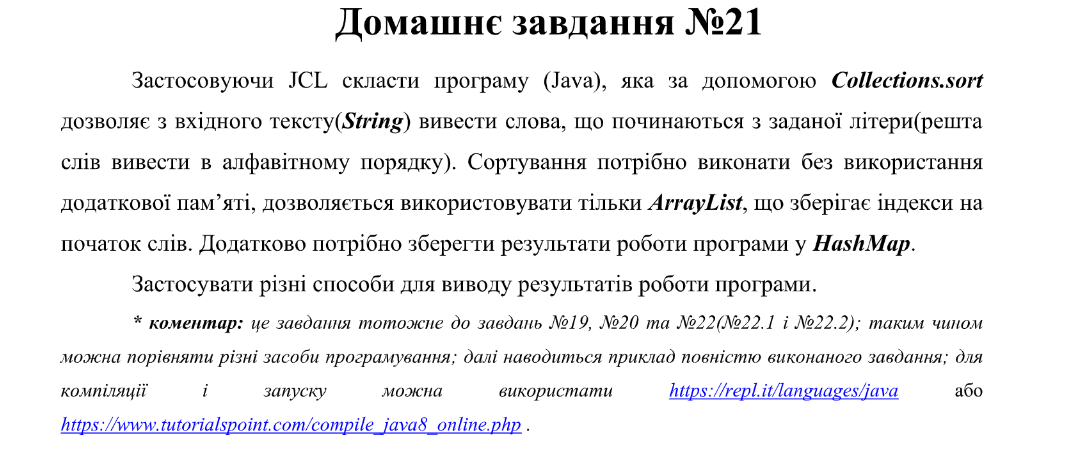 Домашнє завдання №21
Застосовуючи JCL скласти програму (Java), яка за допомогою Collections.sort
дозволяє з вхідного тексту(String) вивести слова, що починаються з заданої літери(решта
слів вивести в алфавітному порядку). Сортування потрібно виконати без використання
додаткової пам’яті, дозволяється використовувати тільки ArrayList, що зберігає індекси на
початок слів. Додатково потрібно зберегти результати роботи програми у HashMap.
Застосувати різні способи для виводу результатів роботи програми.
* коментар: це завдання тотожне до завдань №19, №20 та №22(№22.1 і №22.2); таким чином
можна порівняти різні засоби програмування; далі наводиться приклад повністю виконаного завдання; для
компіляції і запуску можна використати https://repl.it/languages/java або
https://www.tutorialspoint.com/compile_java8_online.php .